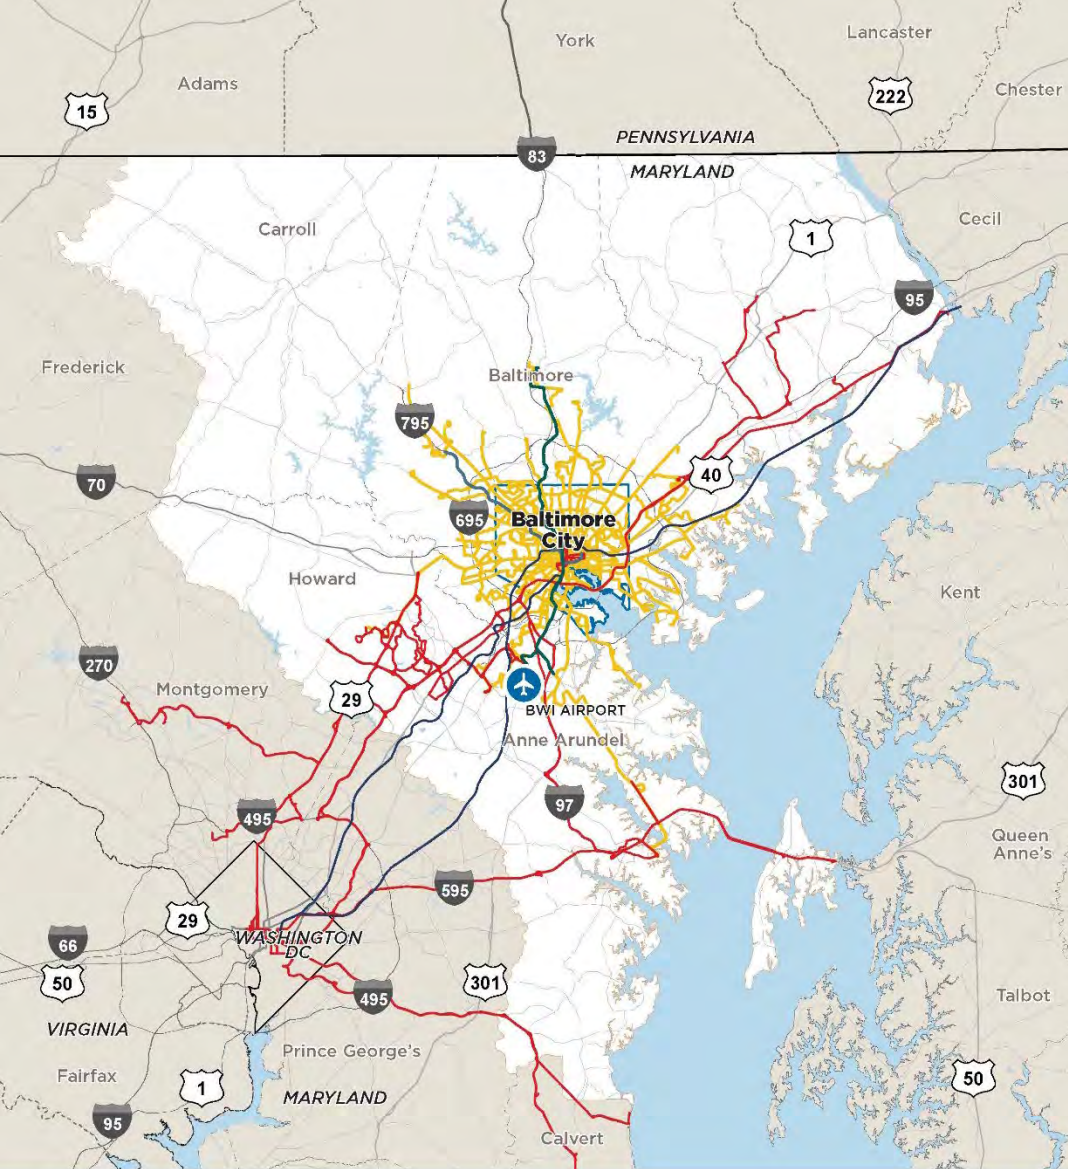 York
Lancaster
Adams
222
Chester
15
PENNSYLVANIA
83
MARYLAND
Cecil
Carroll
1
95
Frederick
Baltimore
795
40
70
695
Baltimore
City
Howard
Kent
270
Montgomery
29
BWI AIRPORT
Anne Arundel
301
97
495
Queen
Anne's
595
29
WASHINGTON
DC
66
50
301
495
Talbot
VIRGINIA
Prince George's
Fairfax
1
50
MARYLAND
95
Calvert